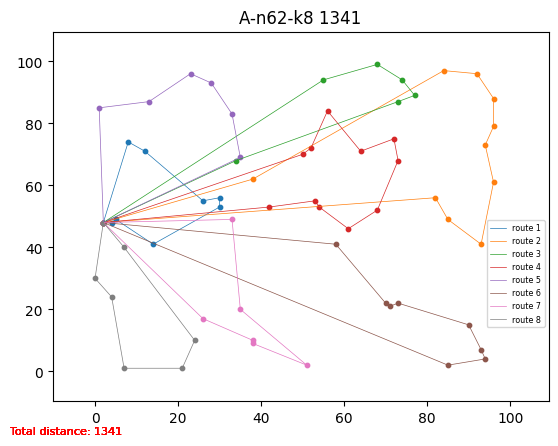 A-n62-k8 1341
100
80
60
40
20
0
route 1
route 2
route 3
route 4
route 5
route 6
route 7
route 8
0 20 40 60 80 100
Total distance: 1341